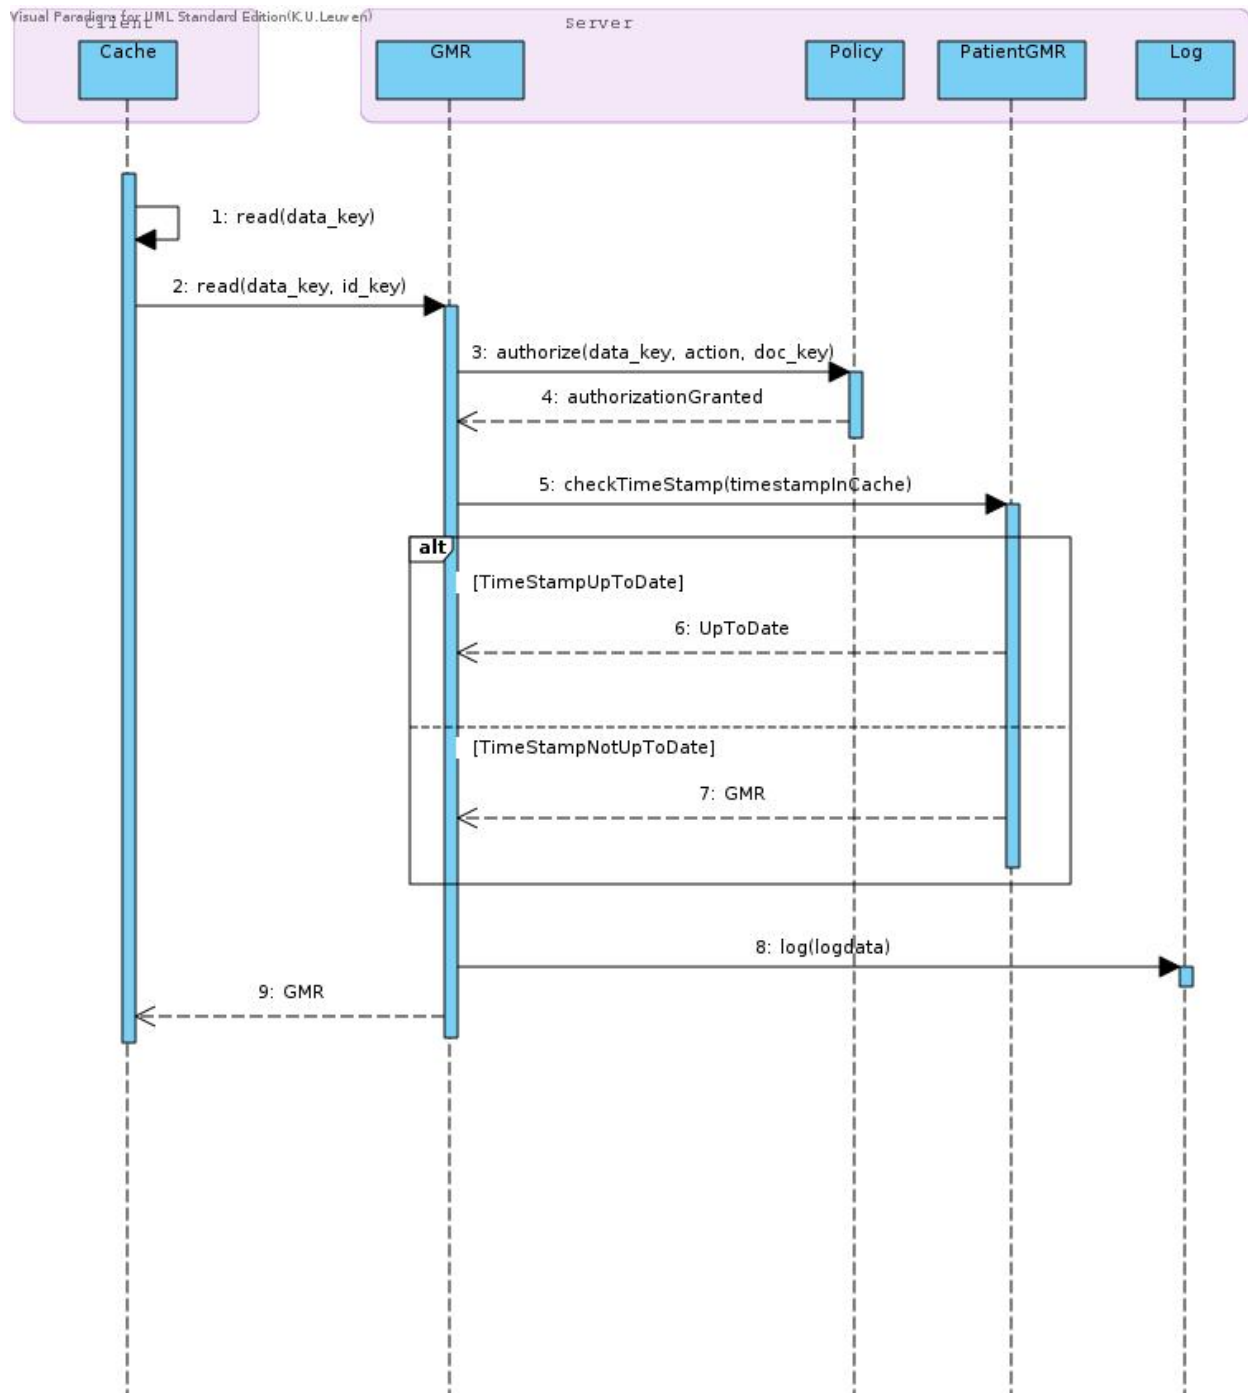 Visual Paradigm for UML Standard Edition(K.U.Leuven)
Client
Server
Cache
GMR
Policy
PatientGMR
Log
1: read(data_key)
2: read(data_key, id_key)
3: authorize(data_key, action, doc_key)
4: authorizationGranted
5: checkTimeStamp(timestampInCache)
alt
[TimeStampUpToDate]
6: UpToDate
[TimeStampNotUpToDate]
7: GMR
8: log(logdata)
9: GMR